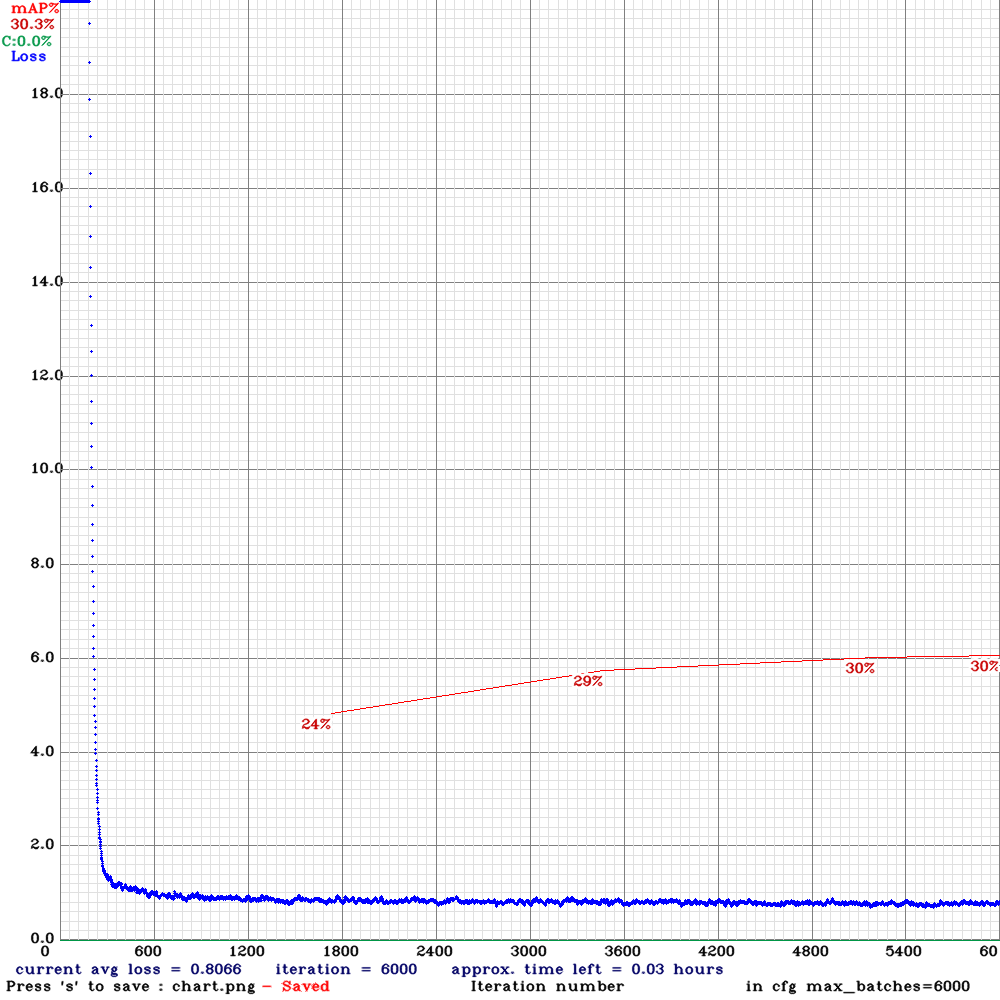 mAP%
30.3%
C:0.0%
Loss
18.0
16.0
14.0
12.0
10.0
8.0
6.0
30%
30%
29%
24%
4.0
2.0
0.0
0 600 1200 1800 2400 3000 3600 4200 4800 5400 60
current avg loss = 0.8066 iteration = 6000 approx. time left = 0.03 hours
Press 's' to save : chart.png - Saved Iteration number in cfg max_batches=6000